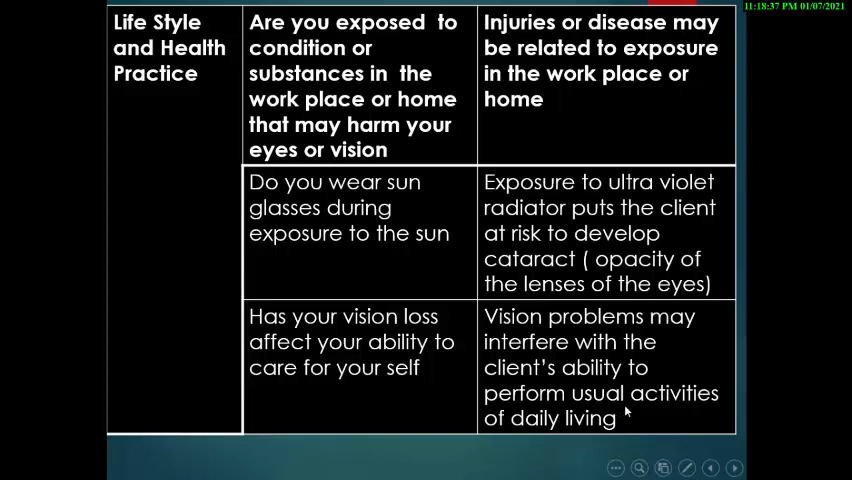 11:18:37 PM 01/07/2021
Life Style
and Health
Practice
Are you exposed to
condition or
substances in the
work place or home
that may harm your
eyes or vision
Injuries or disease may
be related to exposure
in the work place or
home
Do you wear sun
glasses during
exposure to the sun
Exposure to ultra violet
radiator puts the client
at risk to develop
cataract ( opacity of
the lenses of the eyes)
Has your vision loss
affect your ability to
care for your self
Vision problems may
interfere with the
client's ability to
perform usual activities
of daily living